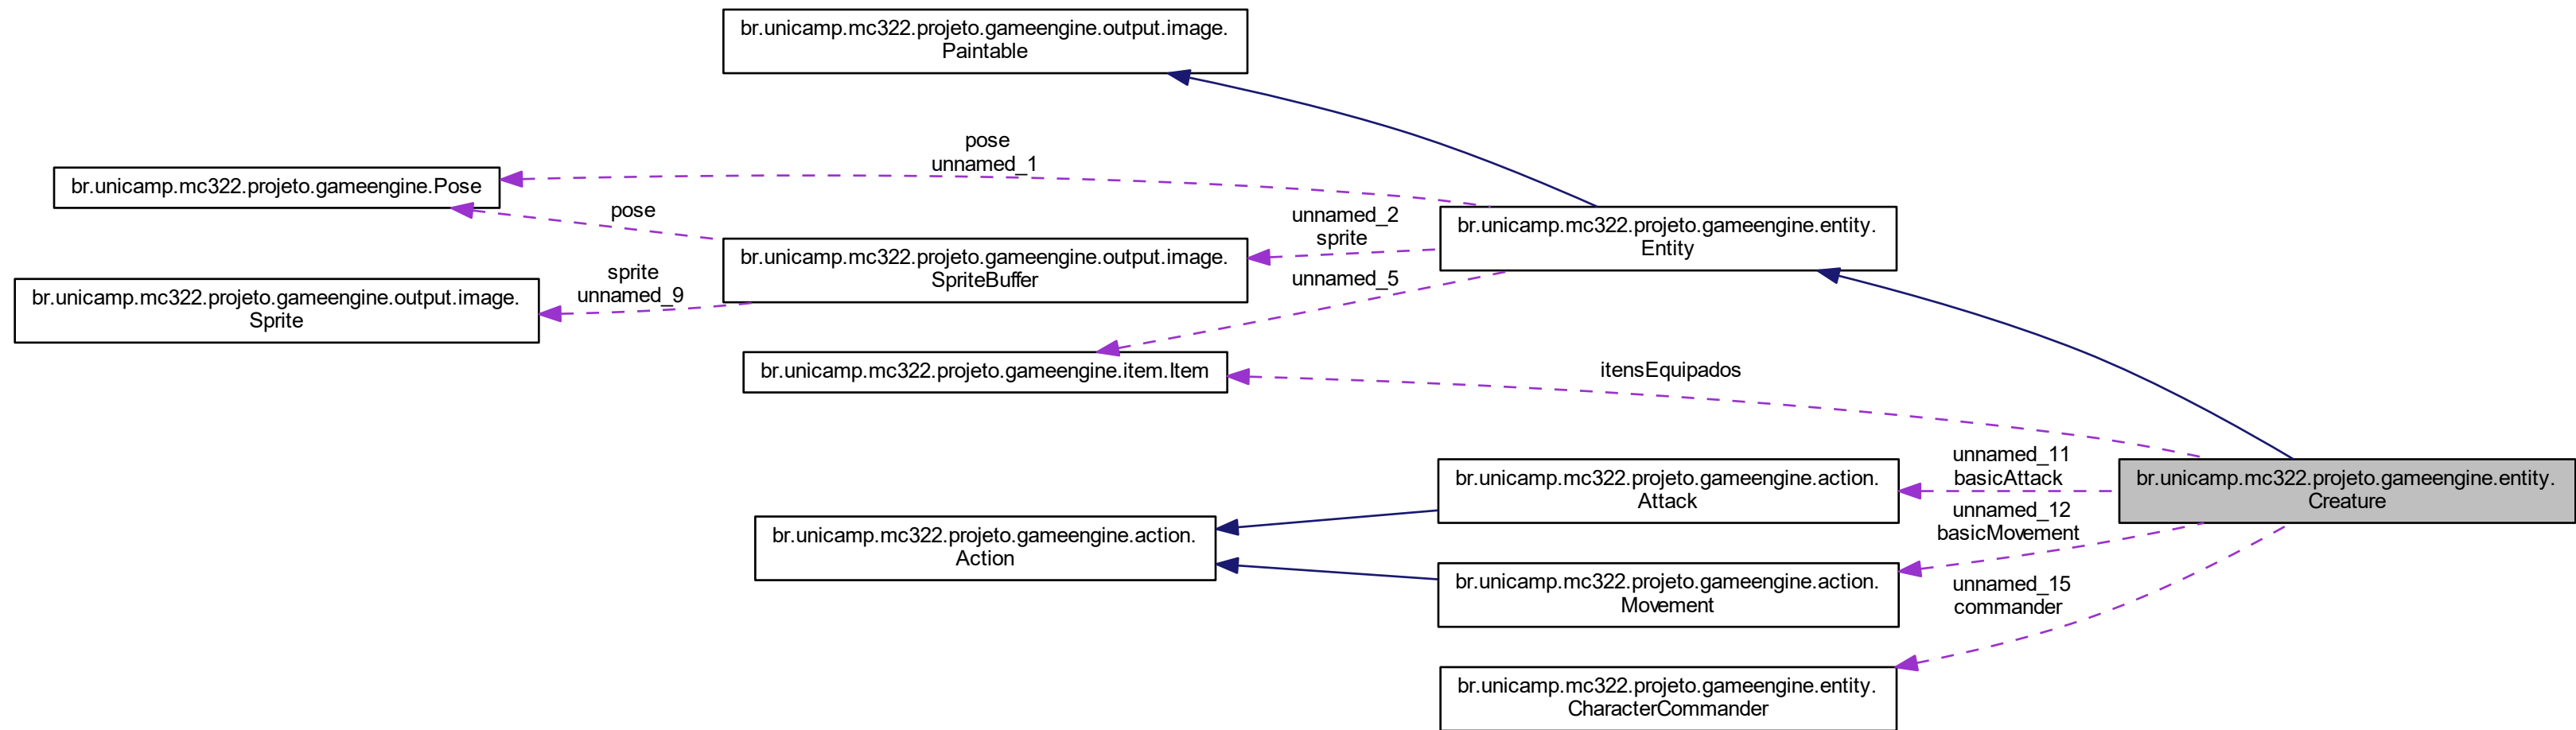 br.unicamp.mc322.projeto.gameengine.output.image.
Paintable
pose
unnamed_1
br.unicamp.mc322.projeto.gameengine.Pose
pose
unnamed_2
sprite
br.unicamp.mc322.projeto.gameengine.entity.
Entity
br.unicamp.mc322.projeto.gameengine.output.image.
SpriteBuffer
sprite
unnamed_9
unnamed_5
br.unicamp.mc322.projeto.gameengine.output.image.
Sprite
br.unicamp.mc322.projeto.gameengine.item.Item
itensEquipados
unnamed_11
basicAttack
br.unicamp.mc322.projeto.gameengine.action.
Attack
br.unicamp.mc322.projeto.gameengine.entity.
Creature
unnamed_12
basicMovement
br.unicamp.mc322.projeto.gameengine.action.
Action
br.unicamp.mc322.projeto.gameengine.action.
Movement
unnamed_15
commander
br.unicamp.mc322.projeto.gameengine.entity.
CharacterCommander